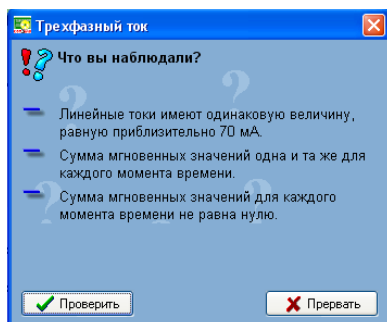 Трехфазный ток
Что вы наблюдали?
Линейные токи имеют одинаковую величину,
равную приблизительно 70 мА.
Сумма мгновенных значений одна и та же для
каждого момента времени.
Сумма мгновенных значений для каждого
момента времени не равна нулю.
Проверить
Прервать